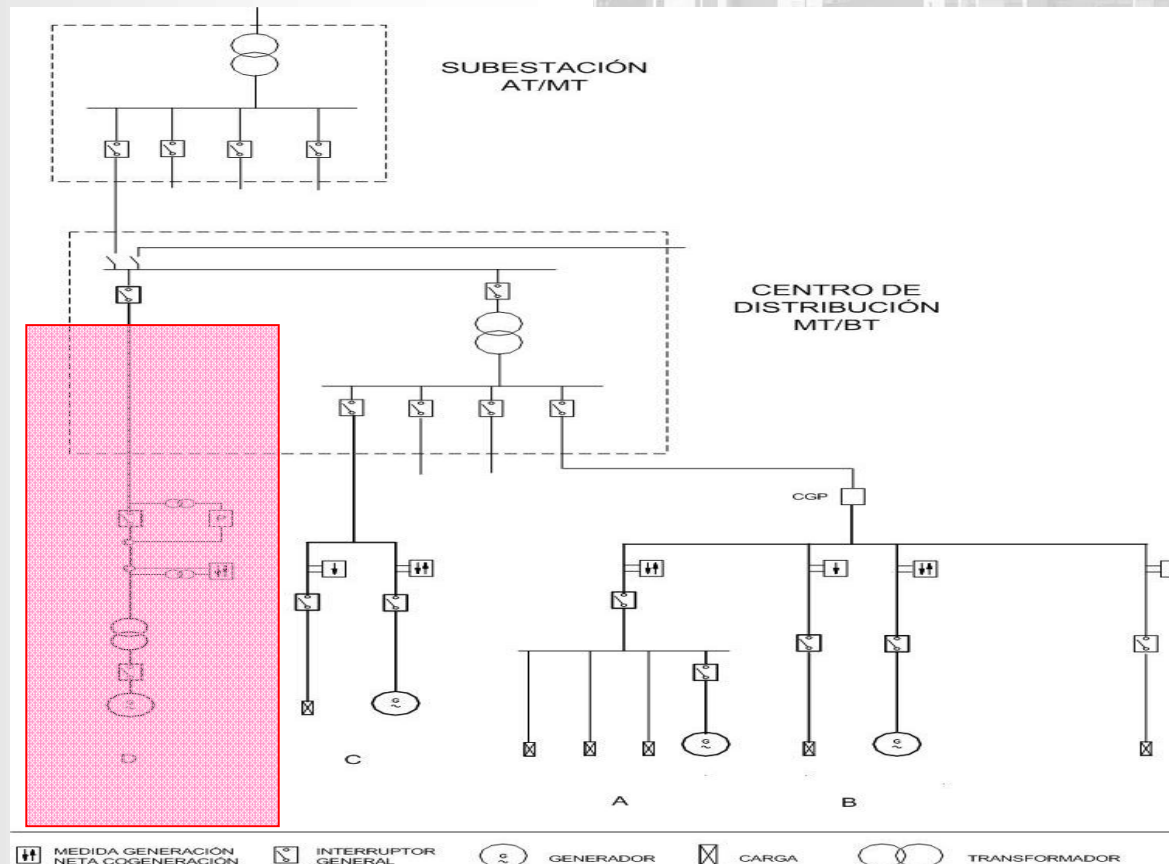 SUBESTACIÓN
AT/MT
CENTRO DE
DISTRIBUCIÓN
MT/BT
CGP
P
G
~
D
G
~
C
G
~
A
G
~
B
MEDIDA GENERACIÓN
NETA COGENERACIÓN
INTERRUPTOR
GENERAL
G
~
GENERADOR
CARGA
TRANSFORMADOR